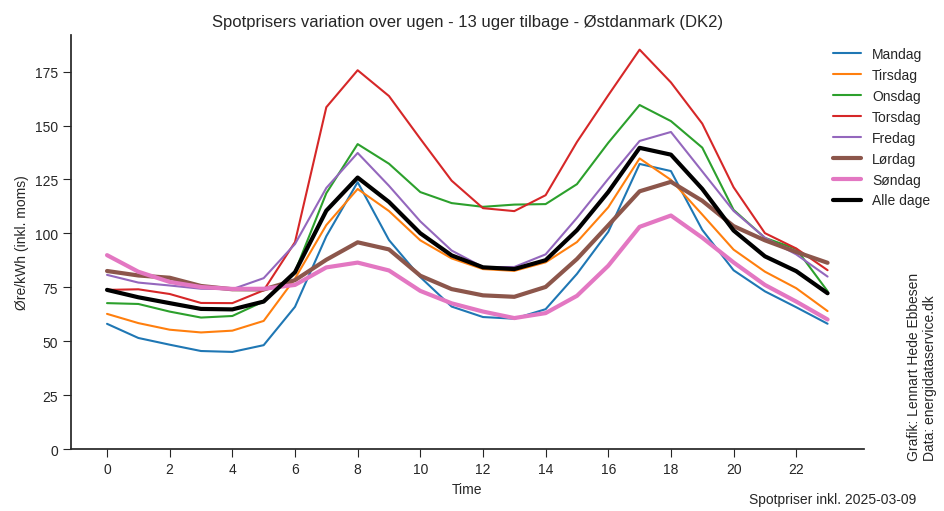 Spotprisers variation over ugen - 13 uger tilbage - Østdanmark (DK2)
Øre/kWh (inkl. moms)
175
150
125
100
75
50
25
0
0 2 4 6 8 10 12 14 16 18 20 22
Time
Mandag
Tirsdag
Onsdag
Torsdag
Fredag
Lørdag
Søndag
Alle dage
Grafik: Lennart Hede Ebbesen
Data: energidataservice.dk
Spotpriser inkl. 2025-03-09